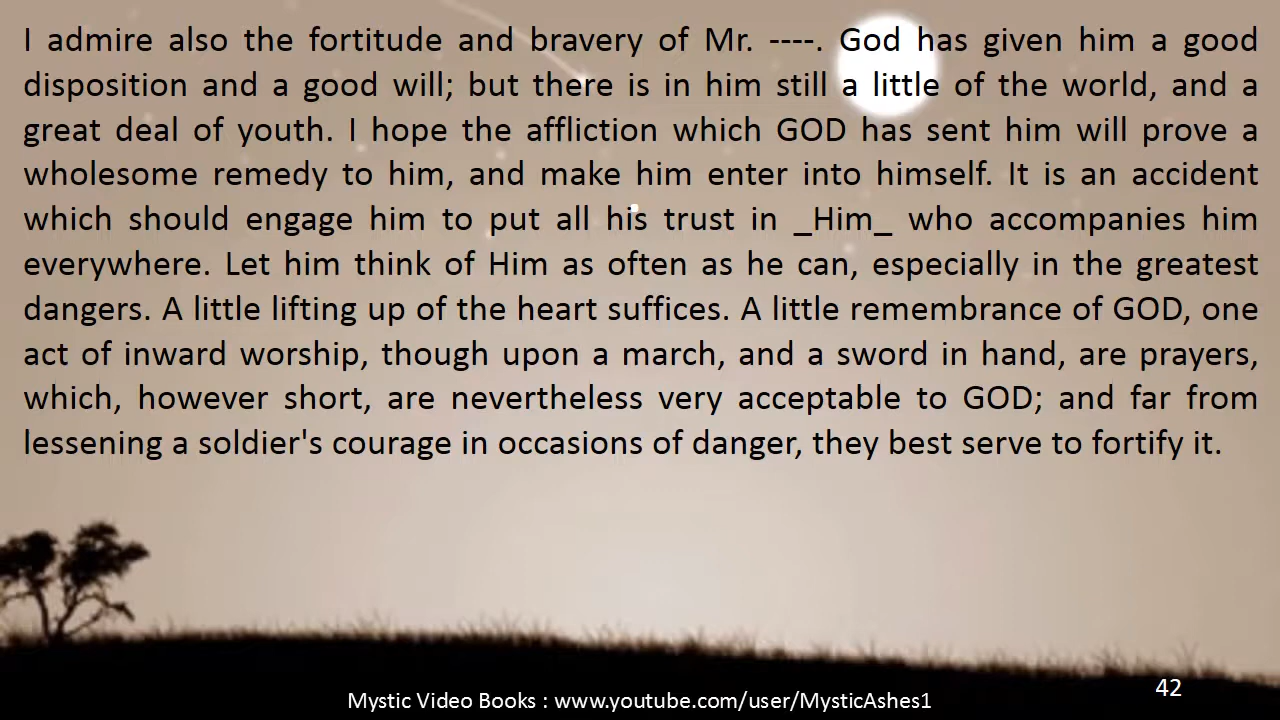 I admire also the fortitude and bravery of Mr. ----. God has given him a good
disposition and a good will; but there is in him still a little of the world, and a
great deal of youth. I hope the affliction which GOD has sent him will prove a
wholesome remedy to him, and make him enter into himself. It is an accident
which should engage him to put all his trust in _Him_ who accompanies him
everywhere. Let him think of Him as often as he can, especially in the greatest
dangers. A little lifting up of the heart suffices. A little remembrance of GOD, one
act of inward worship, though upon a march, and a sword in hand, are prayers,
which, however short, are nevertheless very acceptable to GOD; and far from
lessening a soldier's courage in occasions of danger, they best serve to fortify it.
42
Mystic Video Books : www.youtube.com/user/MysticAshes1